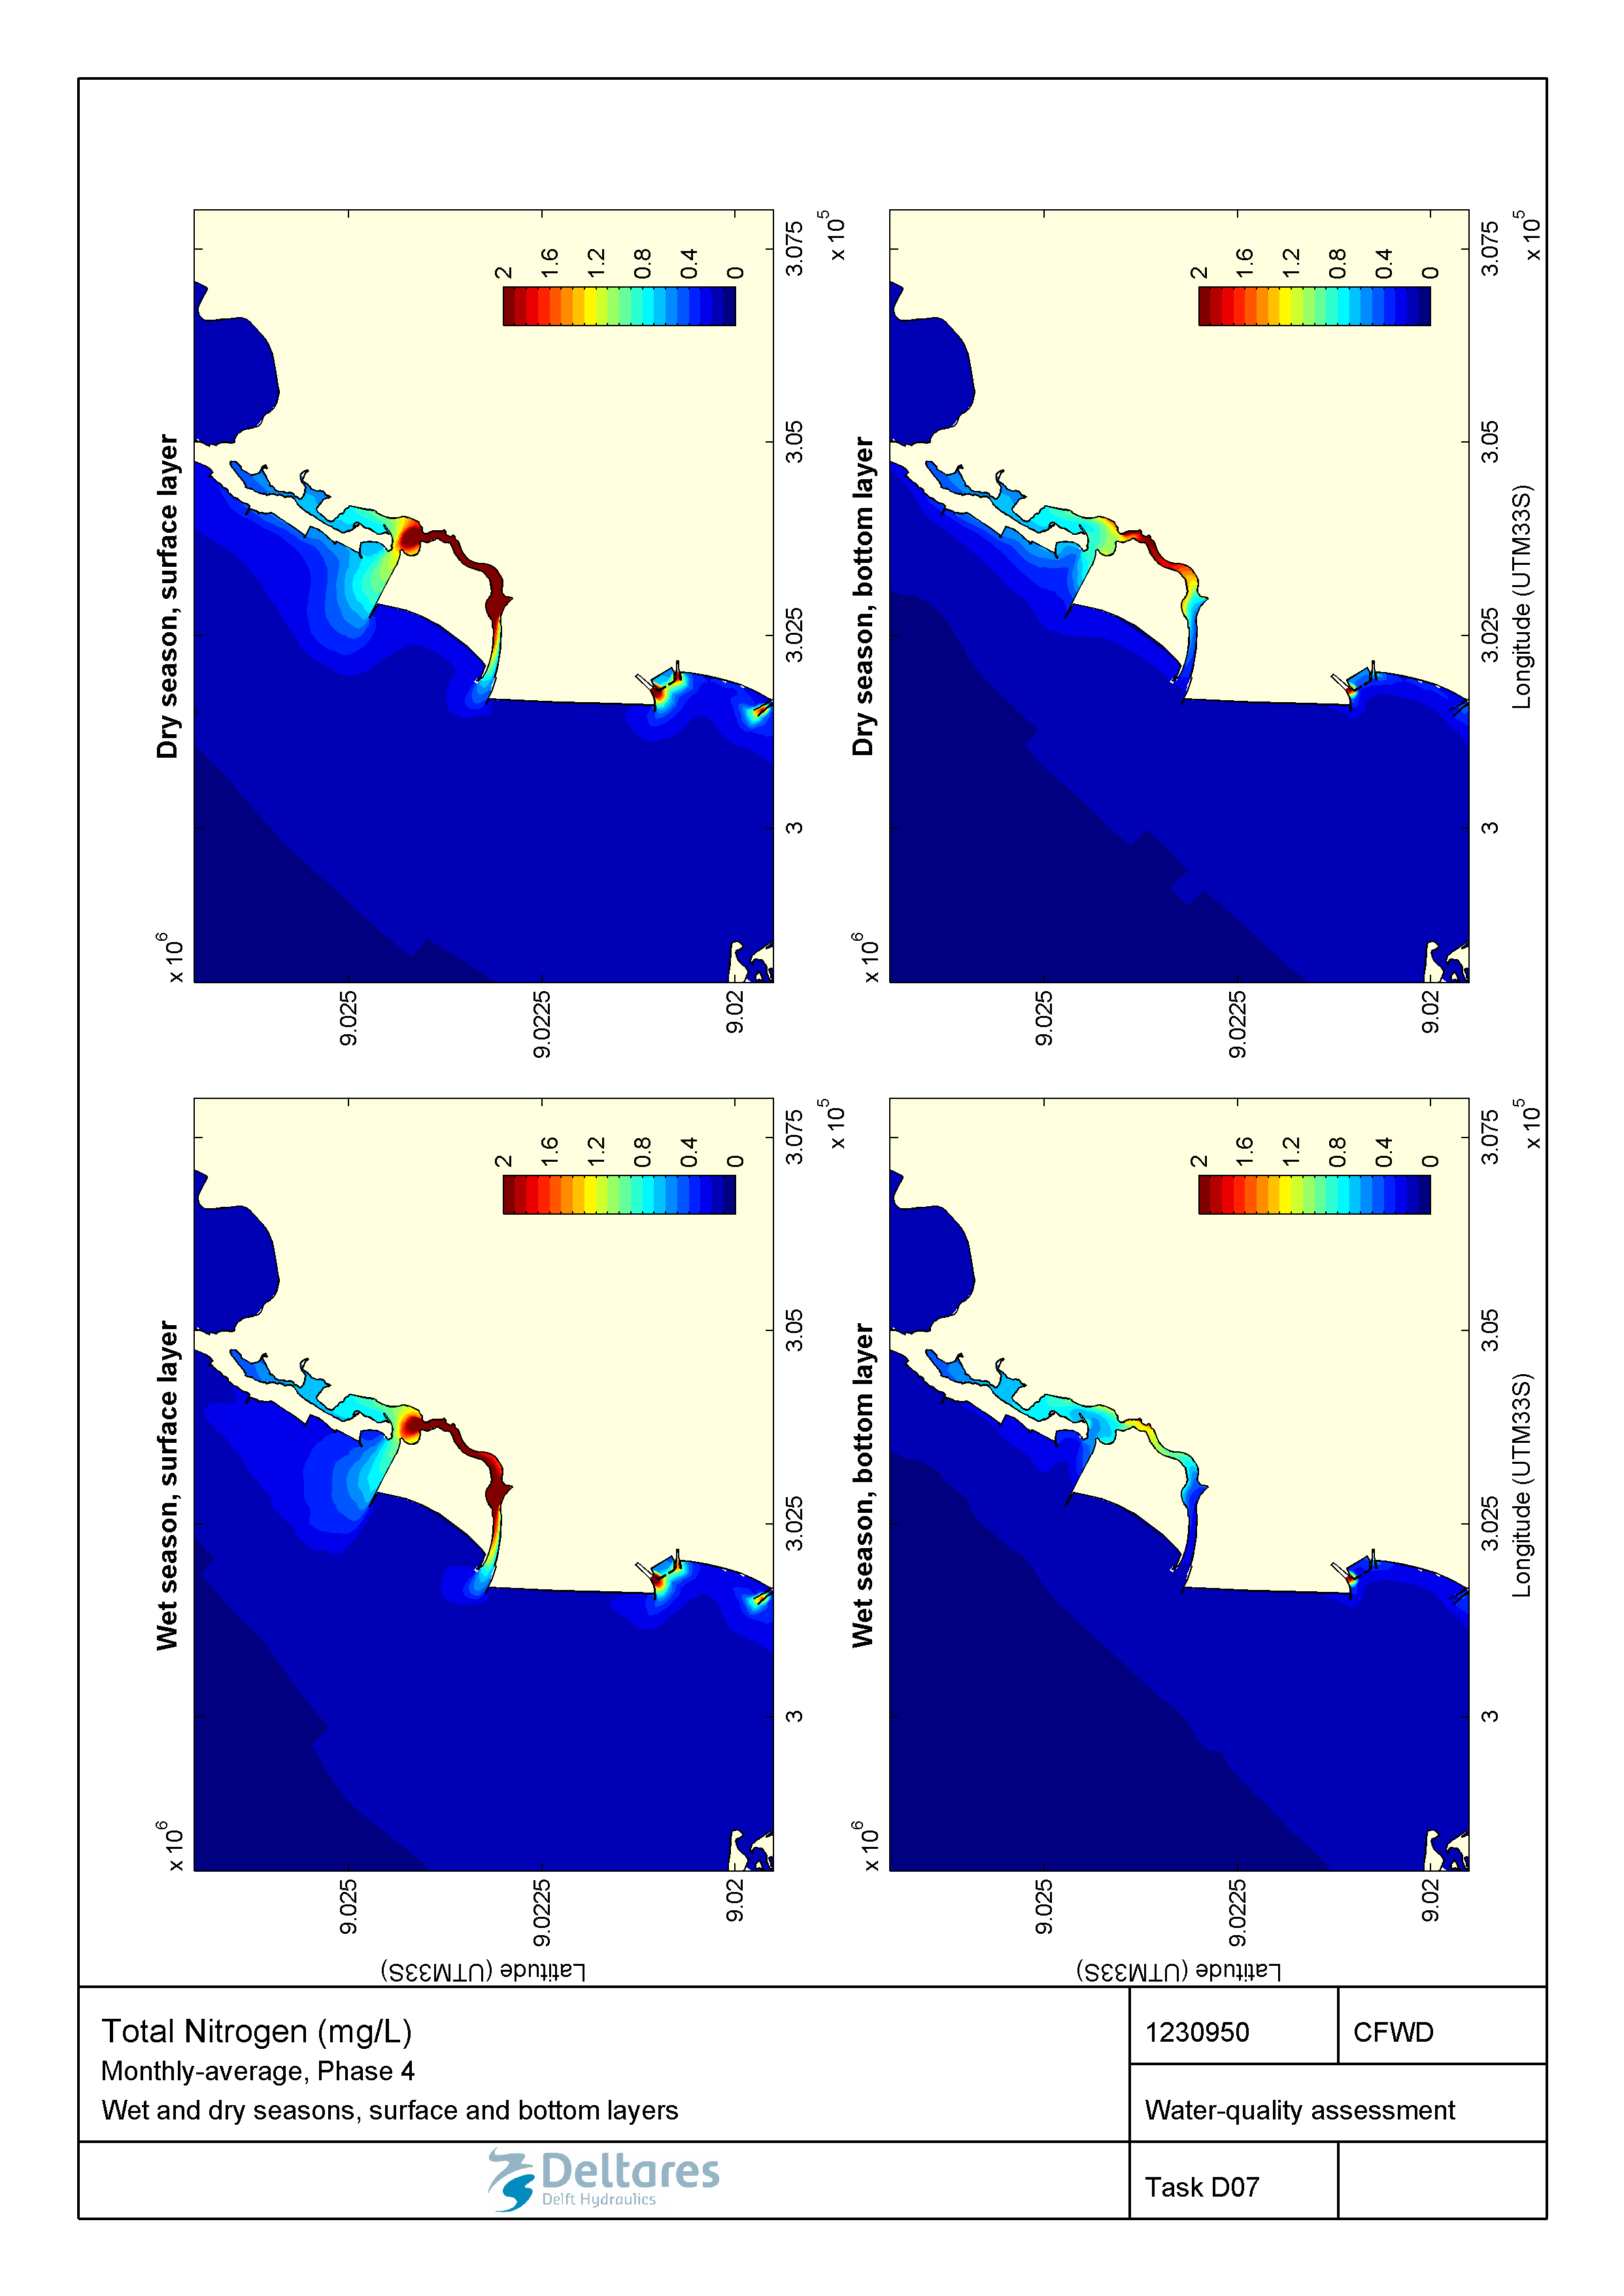 Wet season, surface layer
x 10^6
9.025
9.0225
9.02
Latitude (UTM33S)
3
3.025
3.05
3.075
x 10^5
2
1.6
1.2
0.8
0.4
0
Dry season, surface layer
x 10^6
9.025
9.0225
9.02
3
3.025
3.05
3.075
x 10^5
2
1.6
1.2
0.8
0.4
0
Wet season, bottom layer
x 10^6
9.025
9.0225
9.02
Latitude (UTM33S)
3
3.025
3.05
3.075
x 10^5
Longitude (UTM33S)
2
1.6
1.2
0.8
0.4
0
Dry season, bottom layer
x 10^6
9.025
9.0225
9.02
3
3.025
3.05
3.075
x 10^5
Longitude (UTM33S)
2
1.6
1.2
0.8
0.4
0
Total Nitrogen (mg/L)
Monthly-average, Phase 4
Wet and dry seasons, surface and bottom layers
1230950
CFWD
Water-quality assessment
Deltares
Delft Hydraulics
Task D07